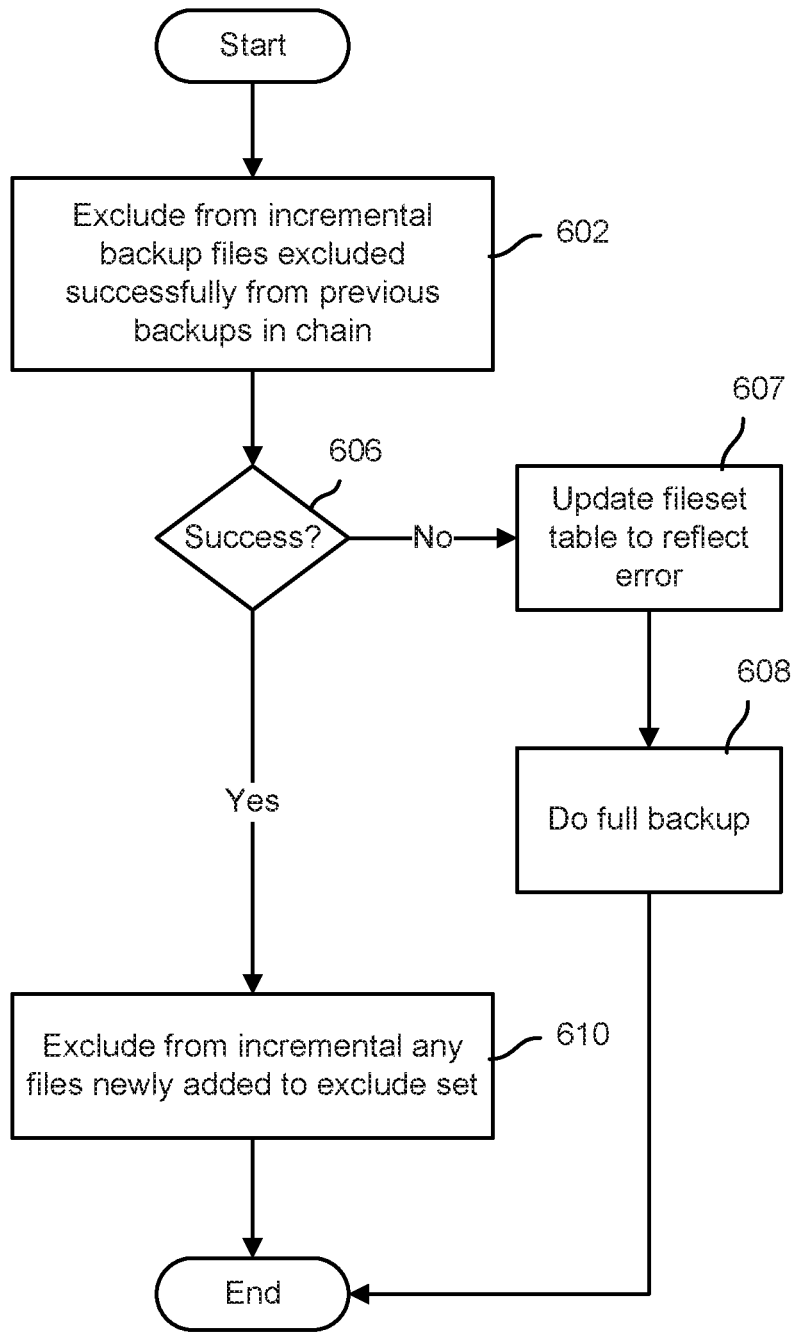 Start
Exclude from incremental
backup files excluded
successfully from previous
backups in chain
602
606
Success?
No
607
Update fileset
table to reflect
error
608
Do full backup
Yes
Exclude from incremental any
files newly added to exclude set
610
End